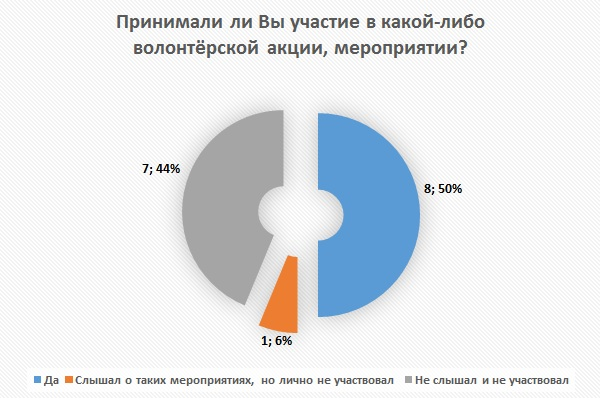 Принимали ли Вы участие в какой-либо
волонтёрской акции, мероприятии?
7; 44%
8; 50%
1; 6%
Да
Слышал о таких мероприятиях, но лично не участвовал
Не слышал и не участвовал